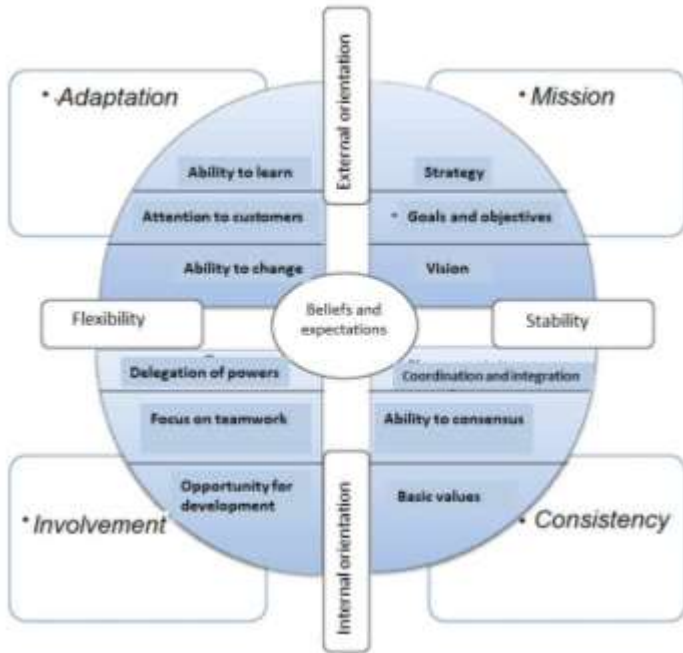 External orientation
• Adaptation
• Mission
Ability to learn
Strategy
Attention to customers
• Goals and objectives
Ability to change
Vision
Flexibility
Beliefs and
expectations
Stability
Delegation of powers
Coordination and integration
Focus on teamwork
Ability to consensus
Opportunity for
development
Basic values
• Involvement
• Consistency
Internal orientation